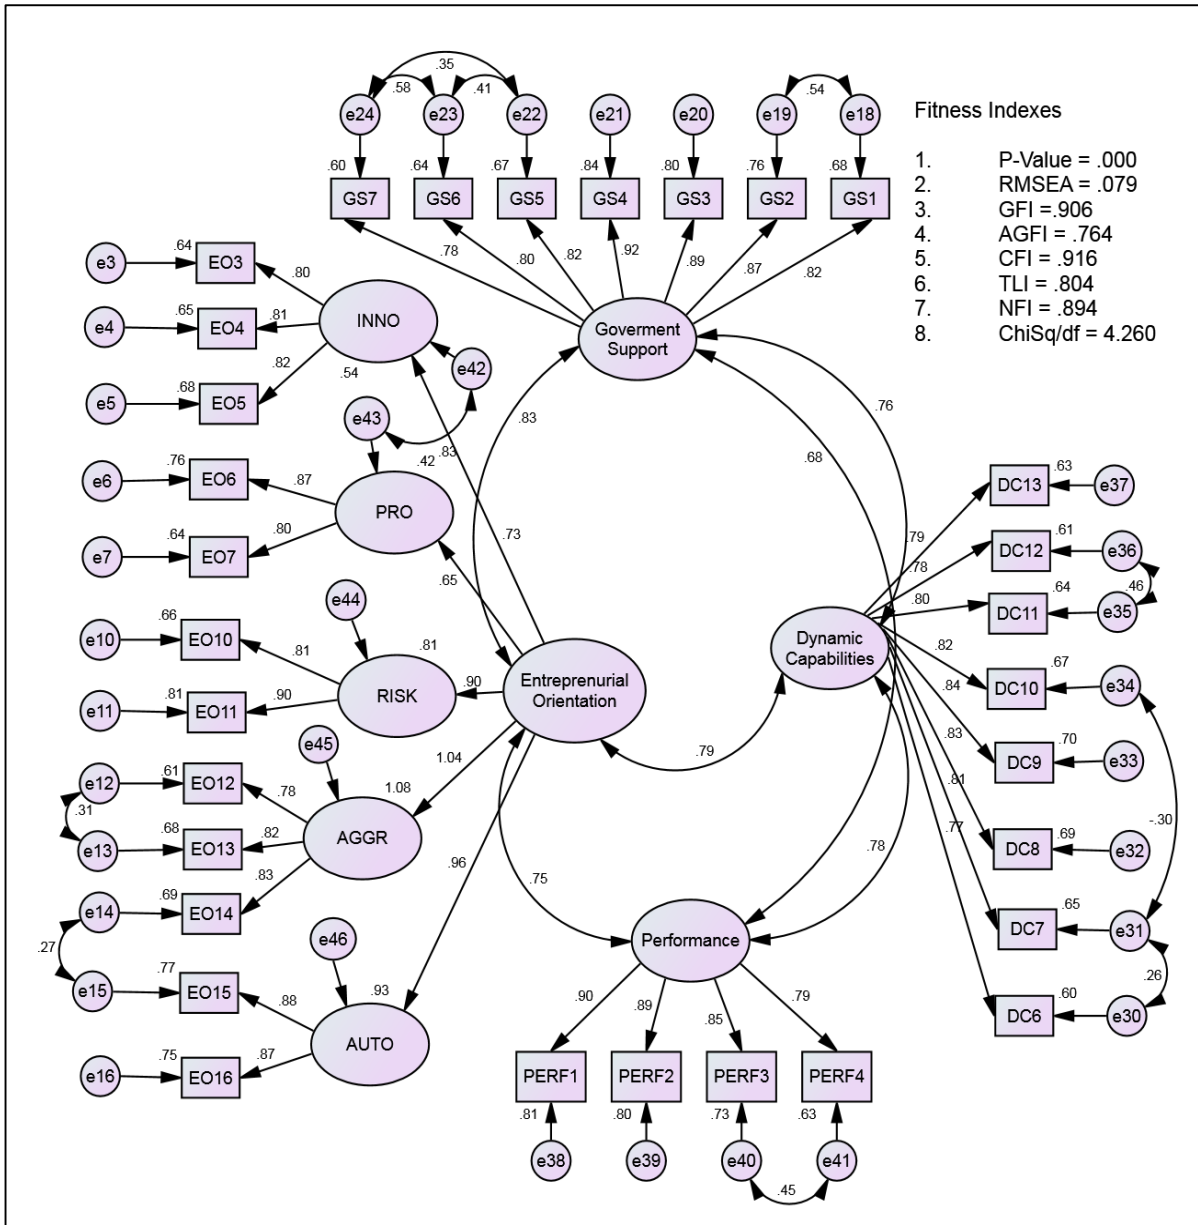 .35
.58
.41
.54
e24
e23
e22
e21
e20
e19
e18
.60
.64
.67
.84
.80
.76
.68
GS7
GS6
GS5
GS4
GS3
GS2
GS1
.78
.80
.82
.92
.89
.87
.82
Fitness Indexes
1. P-Value = .000
2. RMSEA = .079
3. GFI =.906
4. AGFI = .764
5. CFI = .916
6. TLI = .804
7. NFI = .894
8. ChiSq/df = 4.260
Goverment
Support
.83
.76
.68
e3
.64
EO3
.80
e4
.65
EO4
.81
INNO
e5
.68
EO5
.82
.54
e42
e43
.83
.42
e6
.76
EO6
.87
PRO
e7
.64
EO7
.80
.73
.65
e44
e10
.66
EO10
.81
.81
RISK
.90
e11
.81
EO11
.90
Entreprenurial
Orientation
e45
1.04
1.08
e12
.61
EO12
.78
.31
e13
.68
EO13
.82
AGGR
e14
.69
EO14
.83
.27
.96
e46
e15
.77
EO15
.88
.93
AUTO
e16
.75
EO16
.87
Dynamic
Capabilities
.79
.75
.78
.79
DC13
.63
e37
.78
DC12
.61
e36
.46
.80
DC11
.64
e35
.82
DC10
.67
e34
.84
DC9
.70
e33
.83
DC8
.69
e32
-.30
.81
DC7
.65
e31
.26
.77
DC6
.60
e30
Performance
.90
.89
.85
.79
PERF1
PERF2
PERF3
PERF4
.81
.80
.73
.63
e38
e39
e40
e41
.45